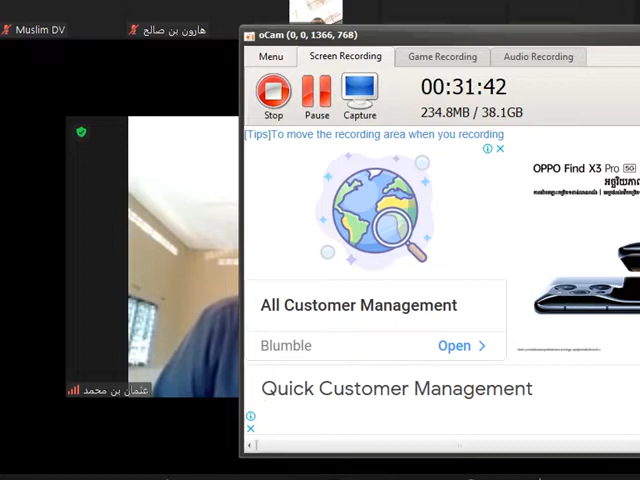 Muslim DV
هارون بن صالح
oCam (0, 0, 1366, 768)
Menu
Screen Recording
Game Recording
Audio Recording
Stop
Pause
Capture
00:31:42
234.8MB / 38.1GB
[Tips]To move the recording area when you recording
OPPO Find X3 Pro 5G
All Customer Management
Blumble
Open
Quick Customer Management
عثمان بن محمد